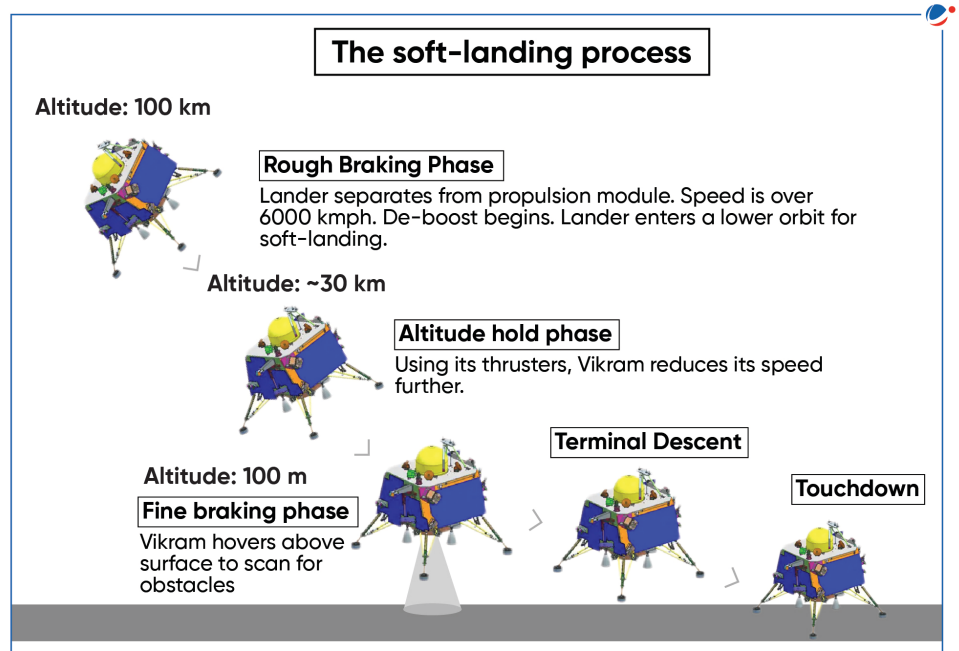 The soft-landing process
Altitude: 100 km
Rough Braking Phase
Lander separates from propulsion module. Speed is over
6000 kmph. De-boost begins. Lander enters a lower orbit for
soft-landing.
Altitude: ~30 km
Altitude hold phase
Using its thrusters, Vikram reduces its speed
further.
Altitude: 100 m
Fine braking phase
Vikram hovers above
surface to scan for
obstacles
Terminal Descent
Touchdown